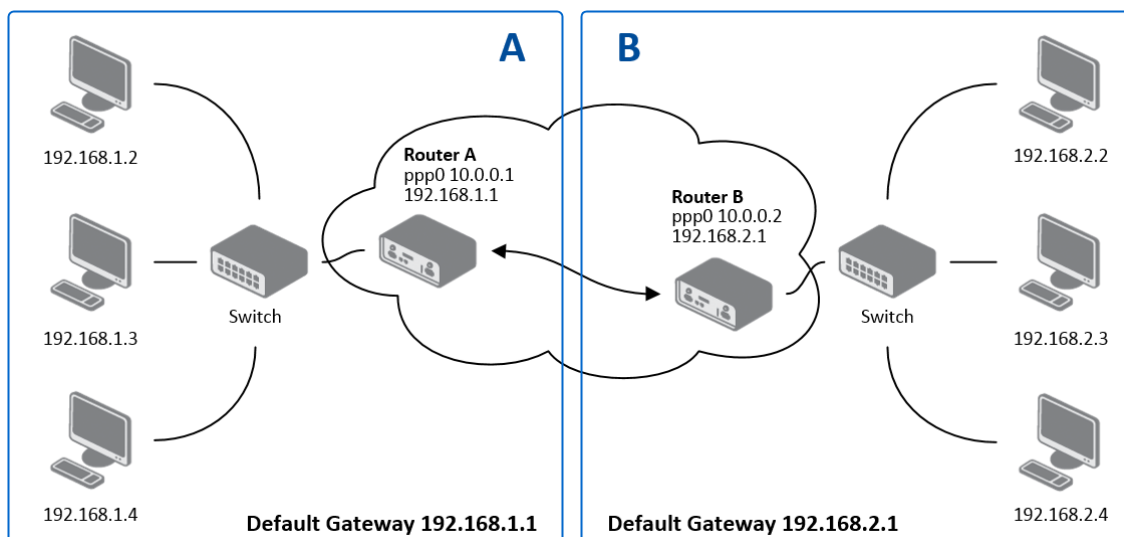 A
192.168.1.2
192.168.1.3
192.168.1.4
Switch
Router A
ppp0 10.0.0.1
192.168.1.1
Default Gateway 192.168.1.1
B
Router B
ppp0 10.0.0.2
192.168.2.1
Switch
192.168.2.2
192.168.2.3
192.168.2.4
Default Gateway 192.168.2.1